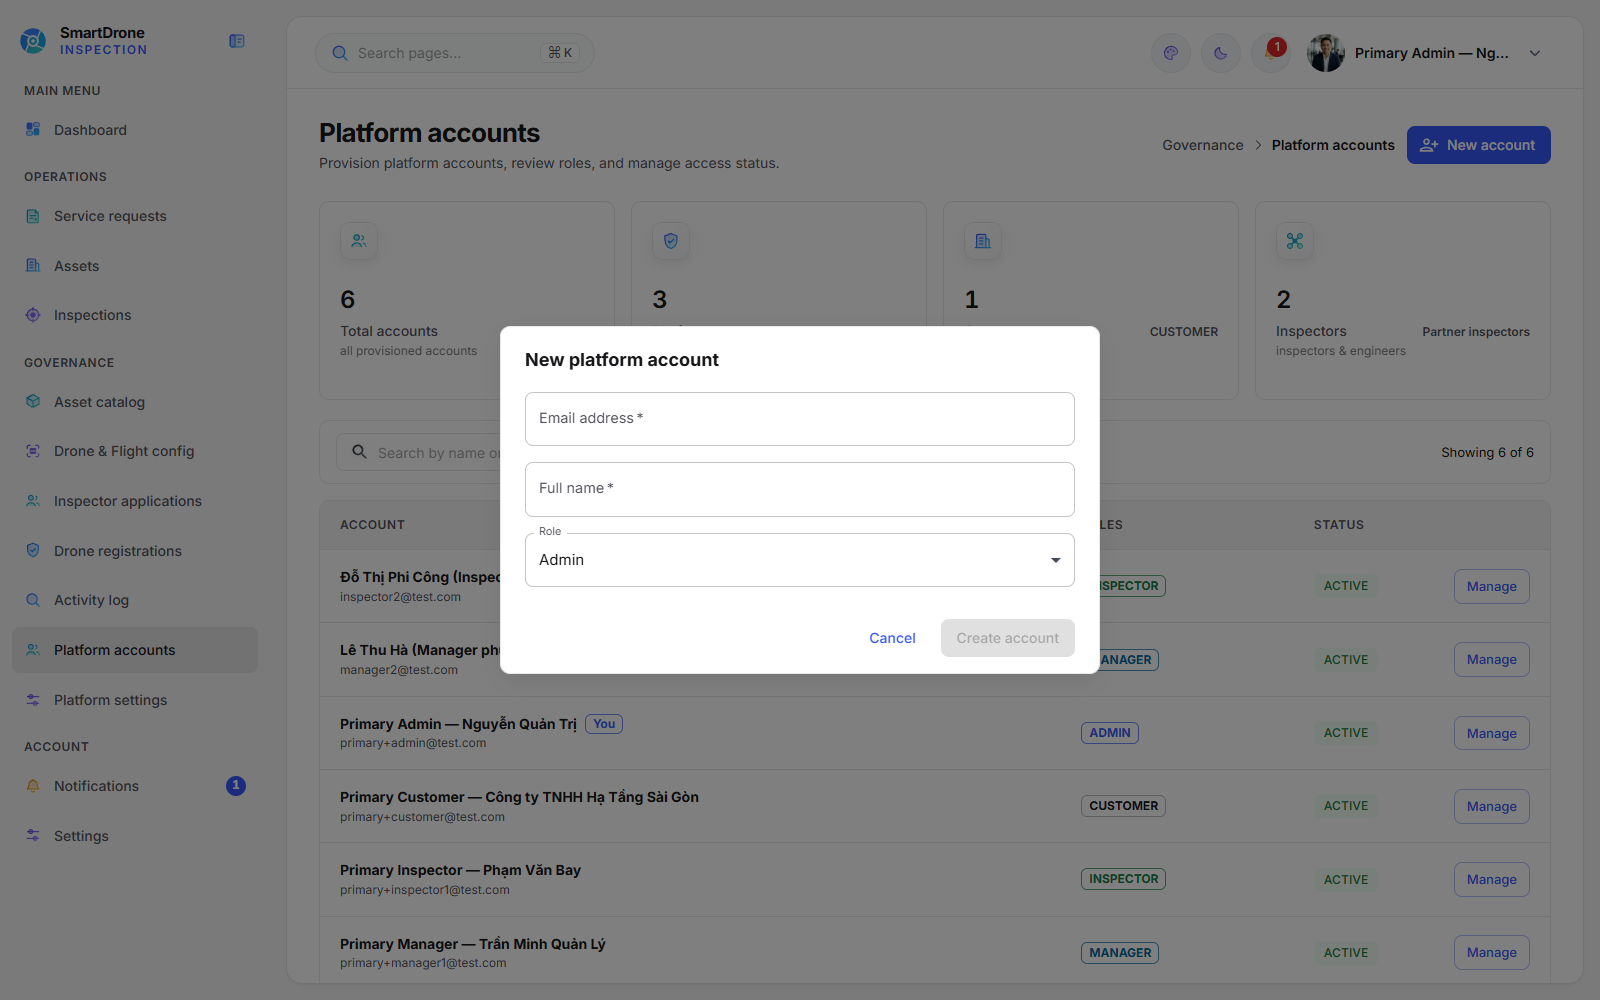 SmartDrone
INSPECTION
MAIN MENU
Dashboard
OPERATIONS
Service requests
Assets
Inspections
GOVERNANCE
Asset catalog
Drone & Flight config
Inspector applications
Drone registrations
Activity log
Platform accounts
Platform settings
ACCOUNT
Notifications 1
Settings
Search pages... ⌘ K
1
Primary Admin — Ng...
Platform accounts
Provision platform accounts, review roles, and manage access status.
Governance > Platform accounts
New account
6
Total accounts
all provisioned accounts
3
1
CUSTOMER
2
Inspectors
Partner inspectors
inspectors & engineers
Search by name
Showing 6 of 6
ACCOUNT
STATUS
Đỗ Thị Phi Công
inspector2@test.com
ACTIVE
Manage
Lê Thu Hà (Manager
manager2@test.com
ACTIVE
Manage
Primary Admin — Nguyễn Quản Trị You
primary+admin@test.com
ADMIN
ACTIVE
Manage
Primary Customer — Công ty TNHH Hạ Tầng Sài Gòn
primary+customer@test.com
CUSTOMER
ACTIVE
Manage
Primary Inspector — Phạm Văn Bay
primary+inspector1@test.com
INSPECTOR
ACTIVE
Manage
Primary Manager — Trần Minh Quản Lý
primary+manager1@test.com
MANAGER
ACTIVE
Manage
New platform account
Email address *
Full name *
Role
Admin
Cancel
Create account